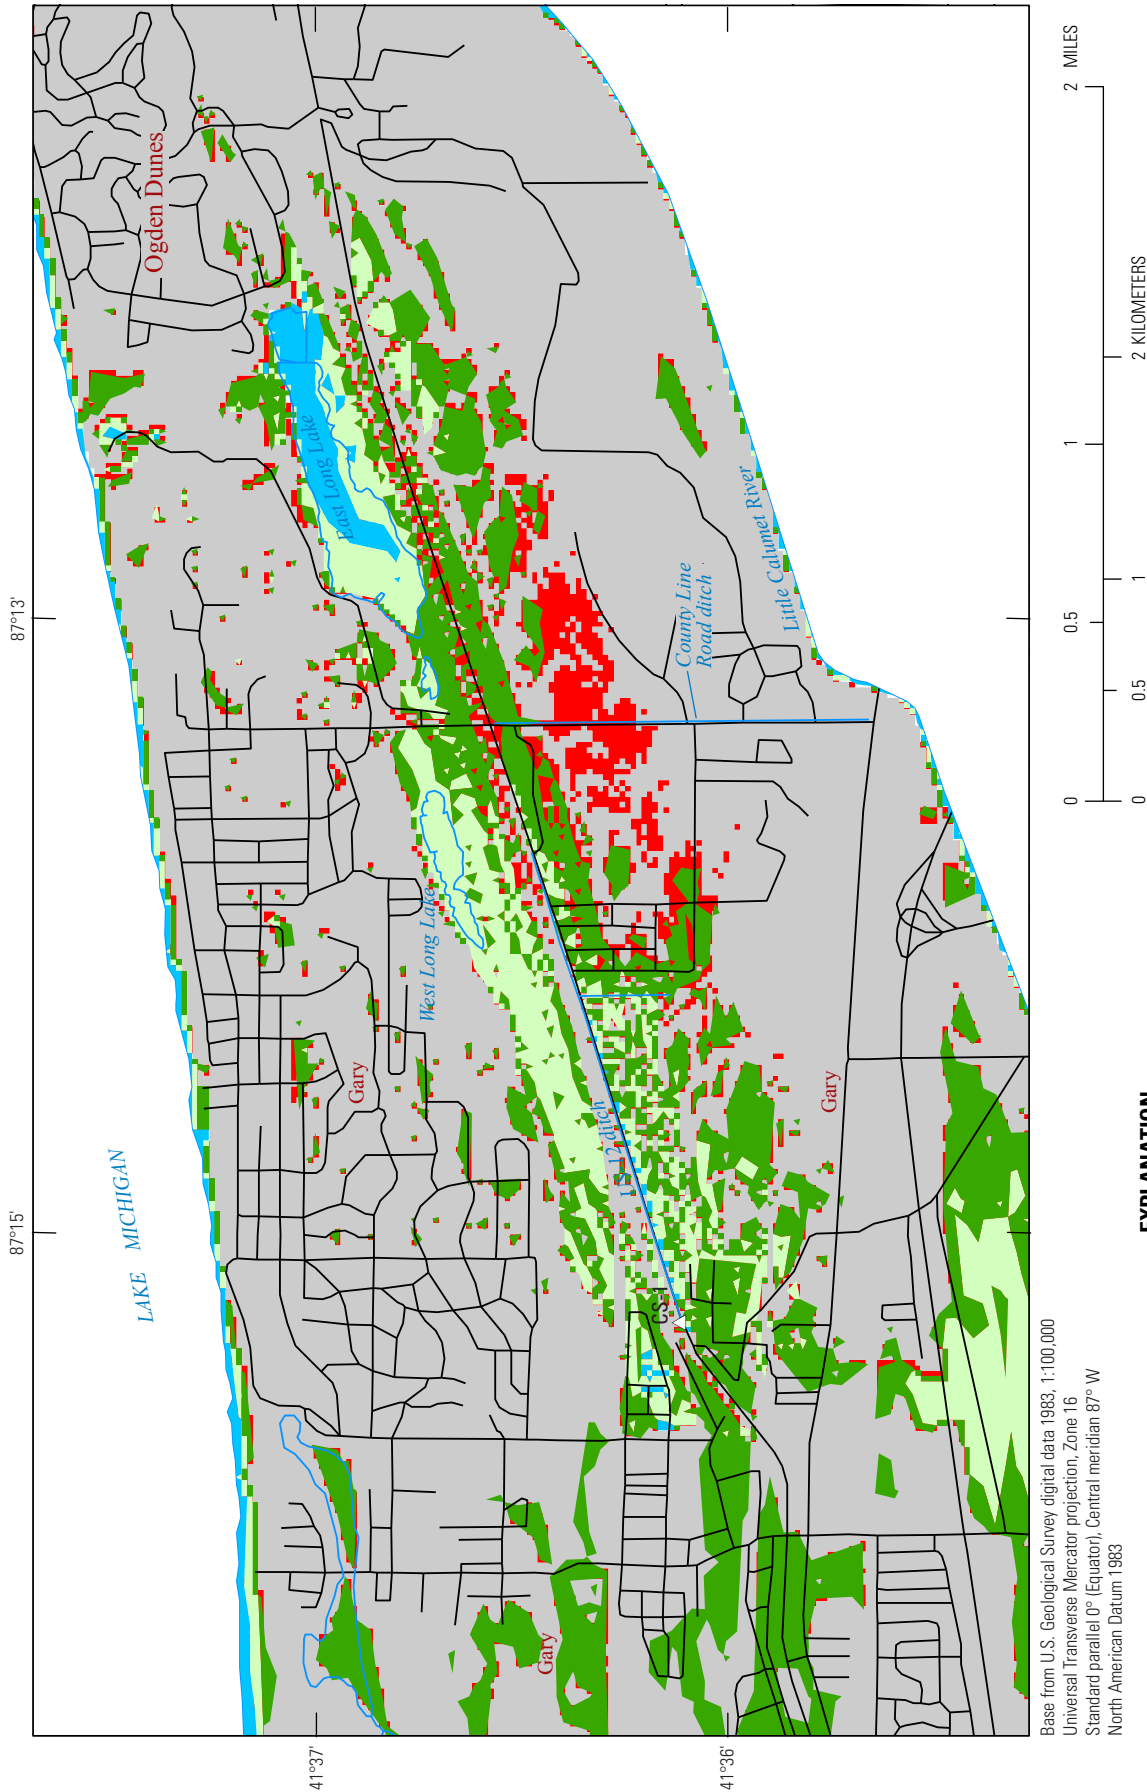 87°15'
87°13'
41°37'
41°36'
LAKE MICHIGAN
Ogden Dunes
East Long Lake
West Long Lake
Gary
US 12 ditch
CS-1
County Line
Road ditch
Little Calumet River
Gary
Gary
Base from U.S. Geological Survey digital data 1983, 1:100,000
Universal Transverse Mercator projection, Zone 16
Standard parallel 0° (Equator), Central meridian 87° W
North American Datum 1983
0 0.5 1 2 MILES
0 0.5 1 2 KILOMETERS
EXPLANATION